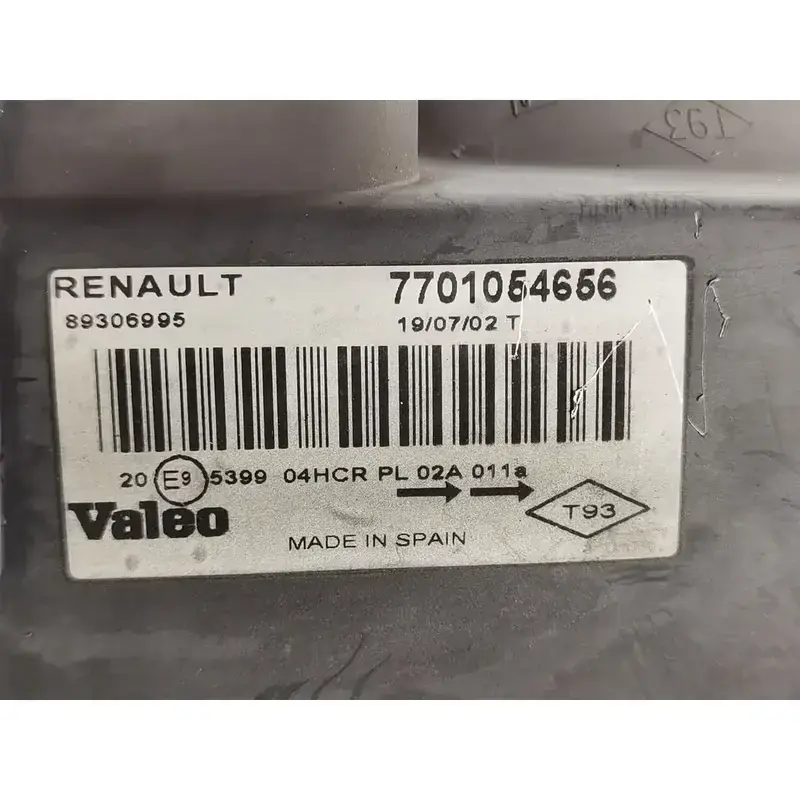 T93
RENAULT 7701054656
89306995 19/07/02 T
20 E9 5399 04HCR PL 02A 011a
Valeo
MADE IN SPAIN
T93